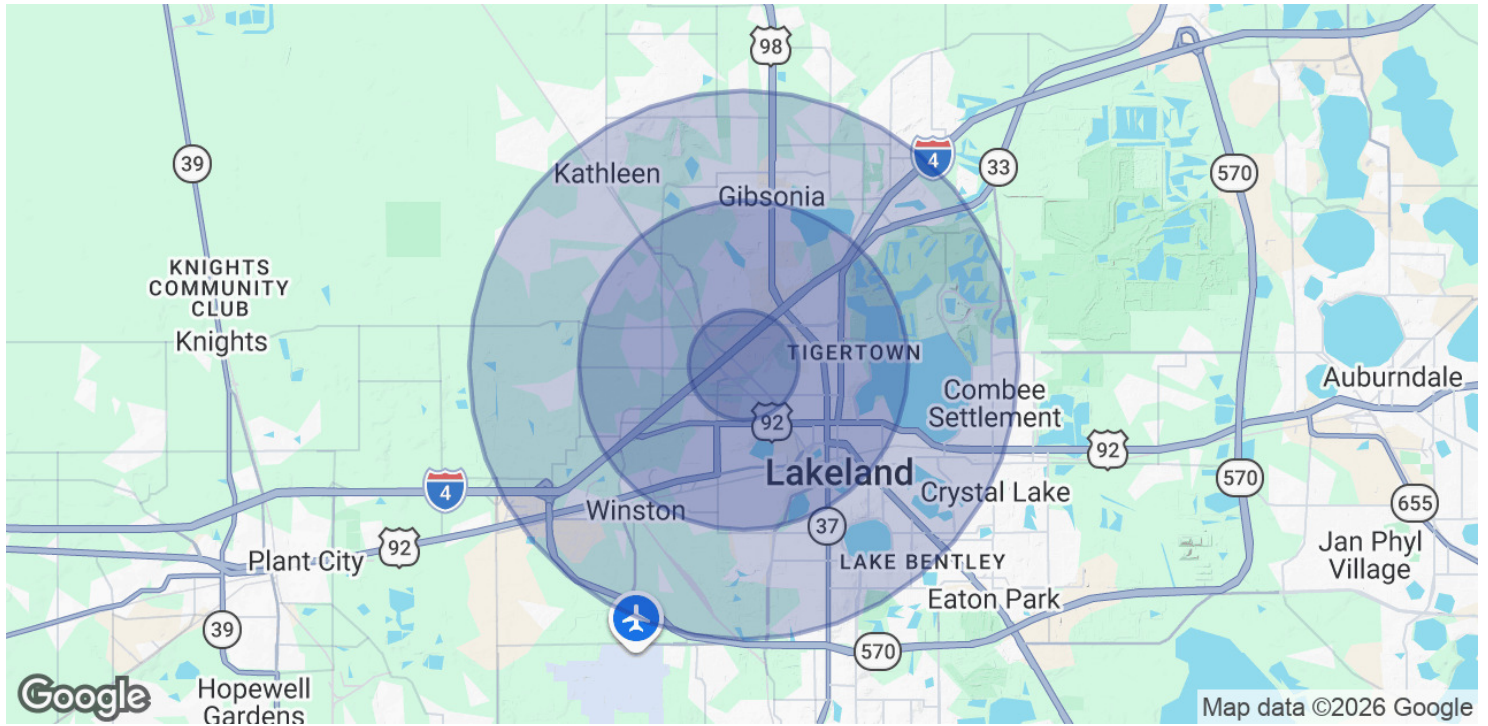 98
39
4
33
570
Kathleen
Gibsonia
KNIGHTS
COMMUNITY
CLUB
Knights
TIGERTOWN
Combee
Settlement
Auburndale
92
92
Lakeland
Crystal Lake
570
655
4
Winston
37
92
Plant City
LAKE BENTLEY
Jan Phyl
Village
Eaton Park
39
570
Hopewell
Gardens
Google
Map data ©2026 Google